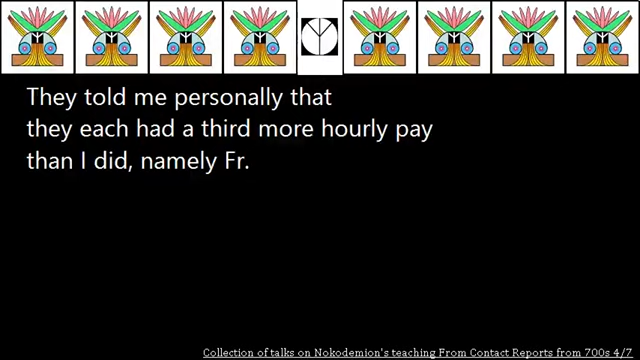 They told me personally that
they each had a third more hourly pay
than I did, namely Fr.
Collection of talks on Nokodemion's teaching From Contact Reports from 700s 4/7